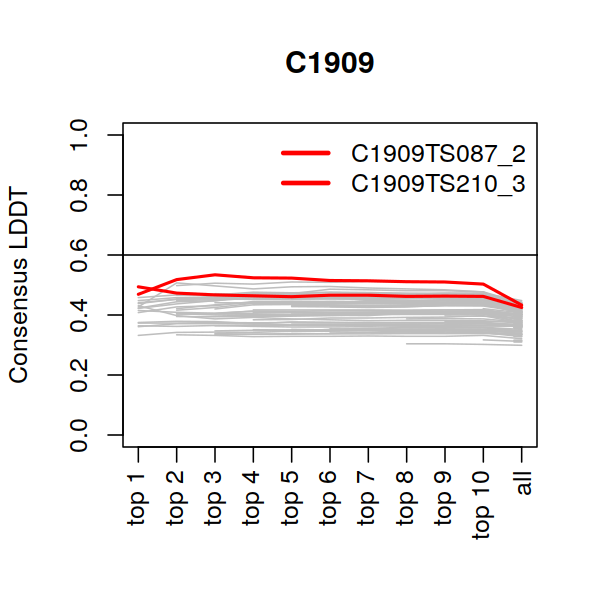 C1909
C1909TS087_2
C1909TS210_3
Consensus LDDT
1.0
0.8
0.6
0.4
0.2
0.0
top 1
top 2
top 3
top 4
top 5
top 6
top 7
top 8
top 9
top 10
all